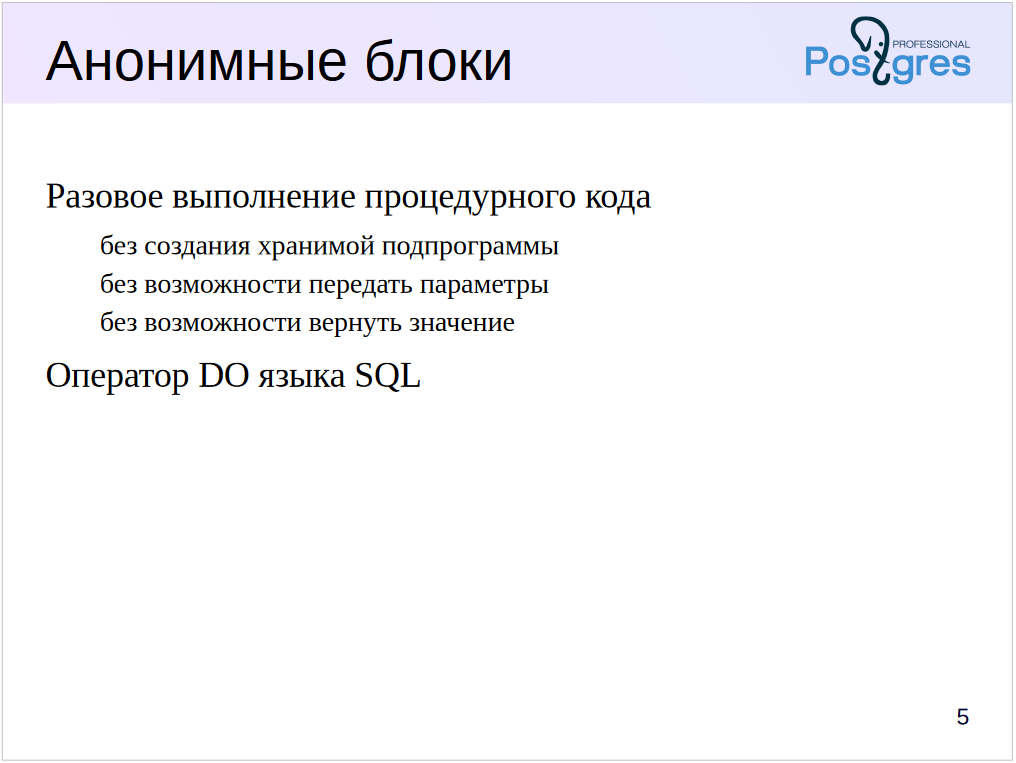 Анонимные блоки
PROFESSIONAL
Postgres
Разовое выполнение процедурного кода
без создания хранимой подпрограммы
без возможности передать параметры
без возможности вернуть значение
Оператор DO языка SQL
5